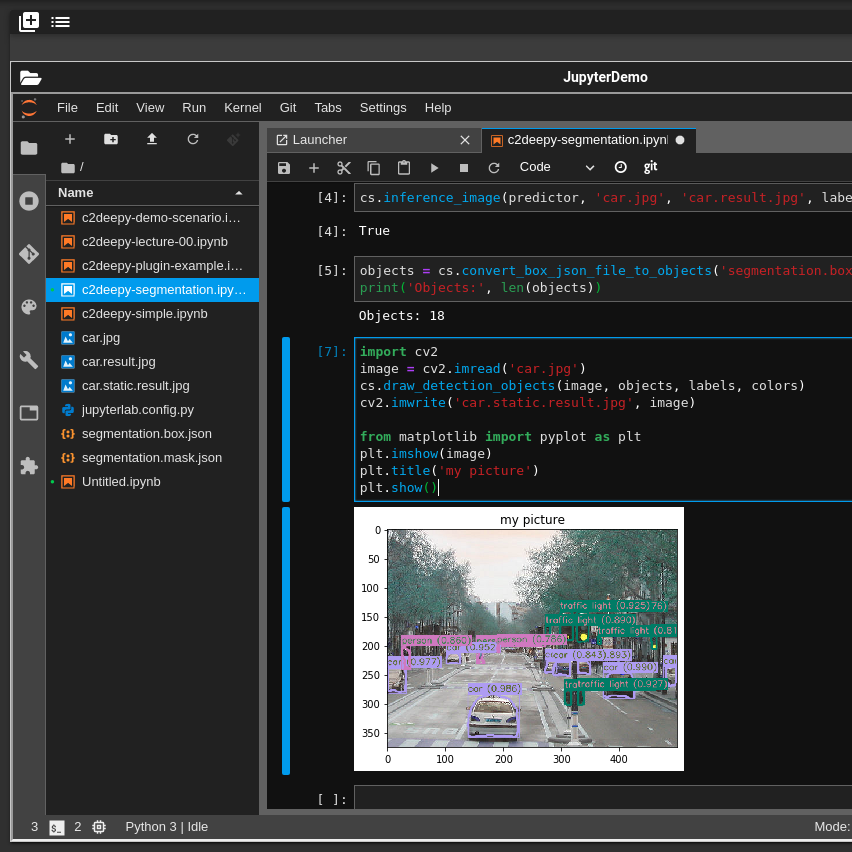 JupyterDemo
File Edit View Run Kernel Git Tabs Settings Help
Launcher
c2deepy-segmentation.ipynb
/
Code
git
Name
c2deepy-demo-scenario.i…
c2deepy-lecture-00.ipynb
c2deepy-plugin-example.i…
c2deepy-segmentation.ipy…
c2deepy-simple.ipynb
car.jpg
car.result.jpg
car.static.result.jpg
jupyterlab.config.py
segmentation.box.json
segmentation.mask.json
Untitled.ipynb
[4]: cs.inference_image(predictor, 'car.jpg', 'car.result.jpg', labe
[4]: True
[5]: objects = cs.convert_box_json_file_to_objects('segmentation.box
print('Objects:', len(objects))
Objects: 18
[7]: import cv2
image = cv2.imread('car.jpg')
cs.draw_detection_objects(image, objects, labels, colors)
cv2.imwrite('car.static.result.jpg', image)
from matplotlib import pyplot as plt
plt.imshow(image)
plt.title('my picture')
plt.show()
my picture
0
50
100
150
200
250
300
350
0 100 200 300 400
traffic light (0.925)76)
traffic light (0.890)
traffic light (0.81
person (0.860)
person (0.786)
car (0.952
car (0.977)
car (0.843).893)
car (0.990)
traffic light (0.927)
car (0.986)
[ ]:
3 $_ 2 Python 3 | Idle
Mode: